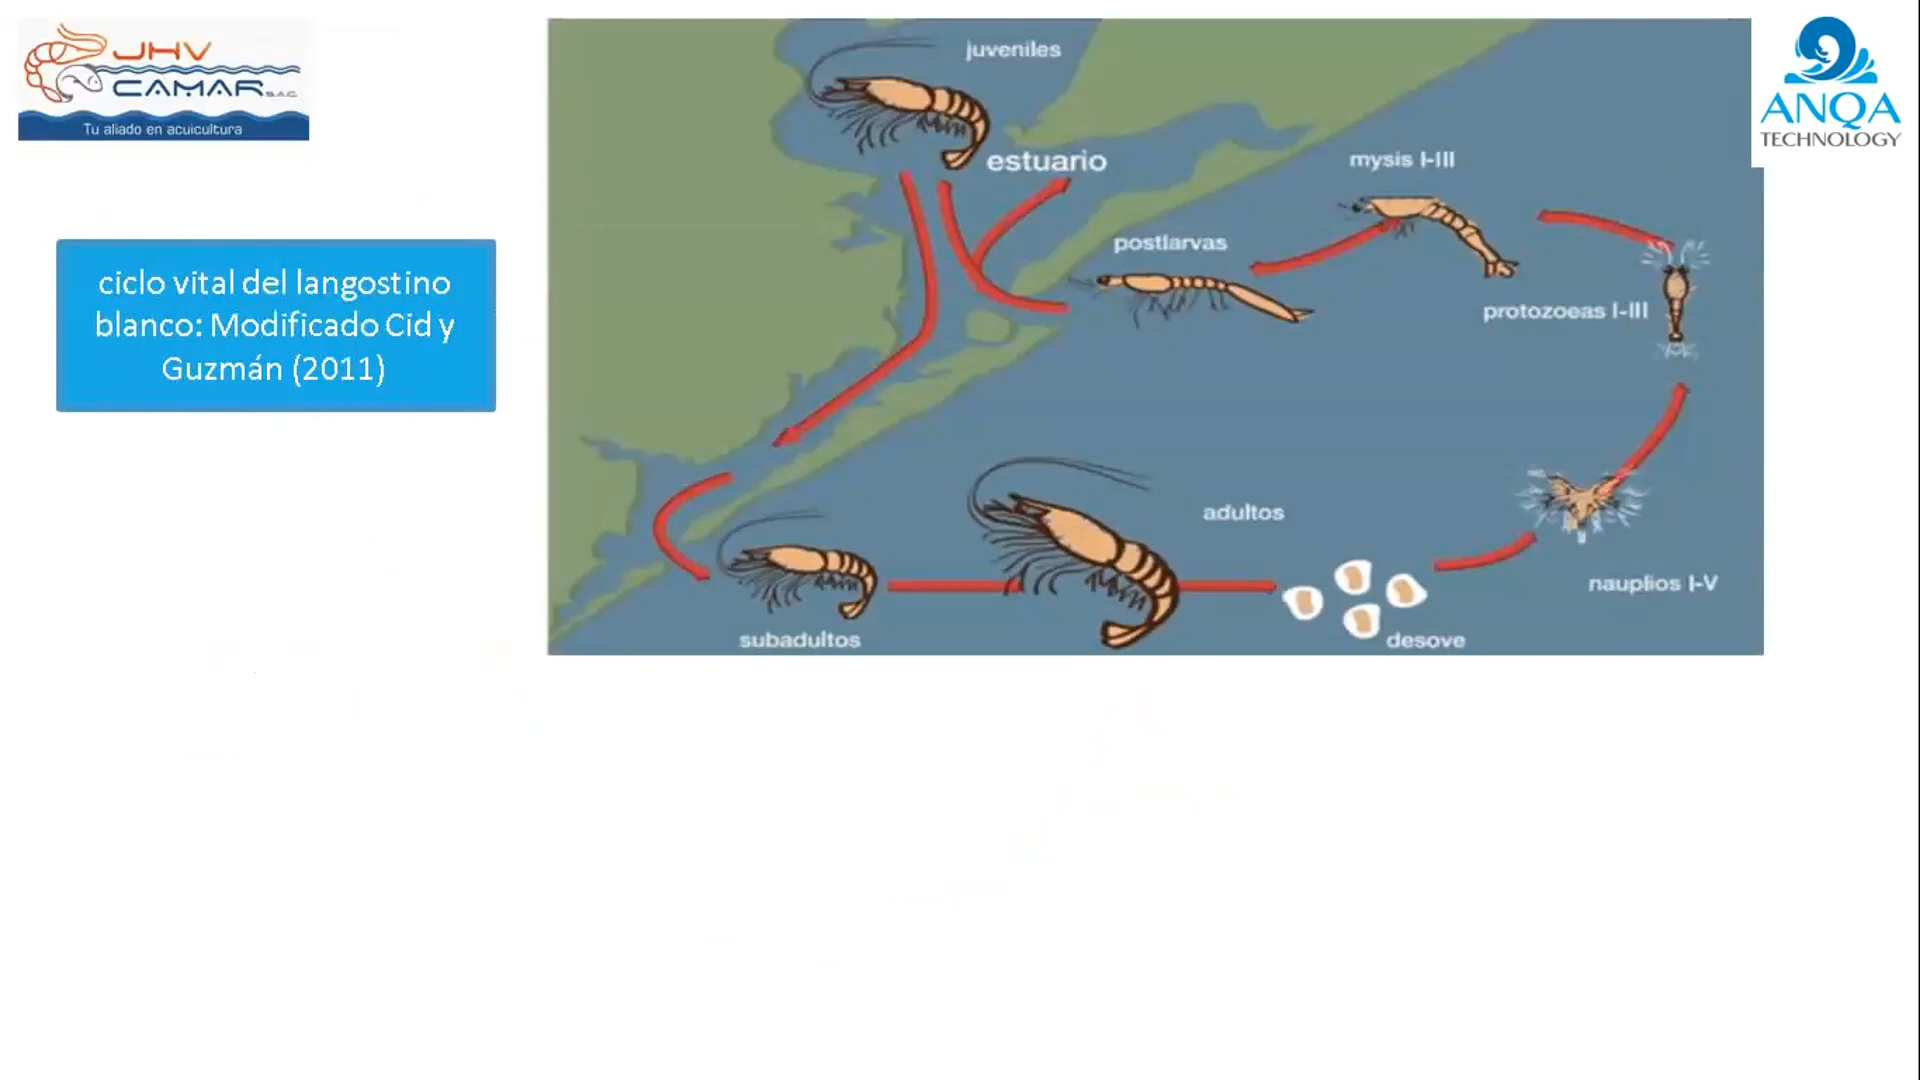 JHV
CAMAR S.A.C
Tu aliado en acuicultura
ANQA
TECHNOLOGY
ciclo vital del langostino
blanco: Modificado Cid y
Guzmán (2011)
juveniles
estuario
mysis I-III
postlarvas
protozoeas I-III
adultos
nauplios I-V
subadultos
desove